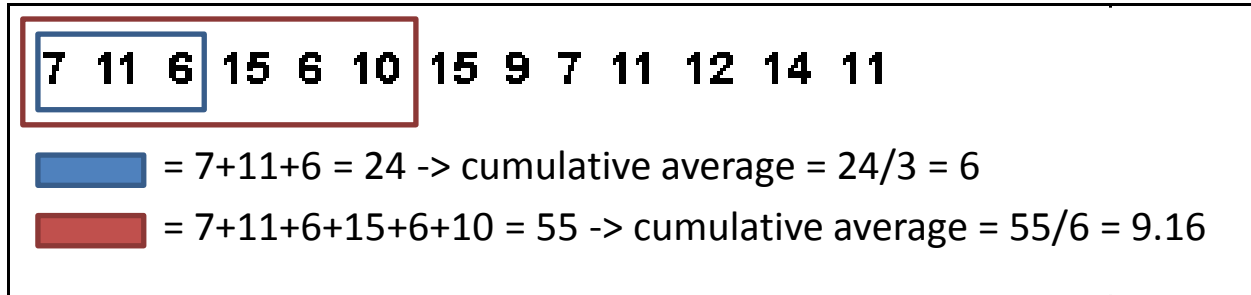 7 11 6 15 6 10 15 9 7 11 12 14 11
= 7+11+6 = 24 -> cumulative average = 24/3 = 6
= 7+11+6+15+6+10 = 55 -> cumulative average = 55/6 = 9.16